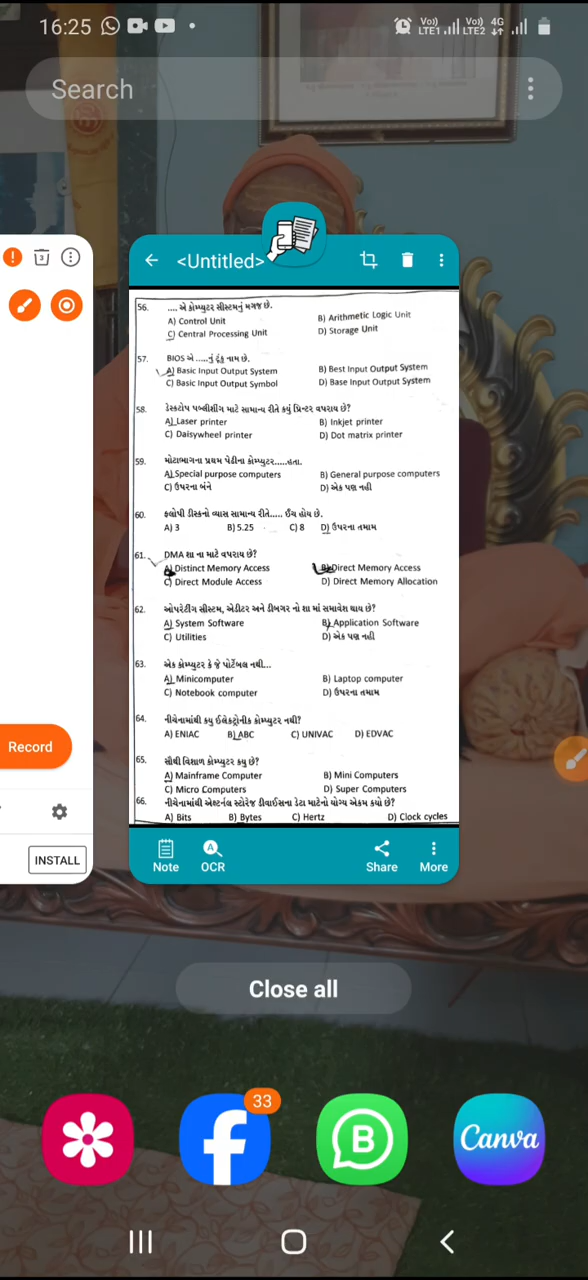 16:25
Vo)) LTE1 Vo)) LTE2 4G
Search
<Untitled>
3
56. .... એ કોમ્પ્યુટર સીસ્ટમનું મગજ છે.
A) Control Unit B) Arithmetic Logic Unit
C) Central Processing Unit D) Storage Unit
57. BIOS એ .....નું ટૂંકુ નામ છે.
A) Basic Input Output System B) Best Input Output System
C) Basic Input Output Symbol D) Base Input Output System
58. ડેસ્કટોપ પબ્લીશીંગ માટે સામાન્ય રીતે કયું પ્રિન્ટર વપરાય છે?
A) Laser printer B) Inkjet printer
C) Daisywheel printer D) Dot matrix printer
59. મોટાભાગના પ્રથમ પેઢીના કોમ્પ્યુટર.....હતા.
A) Special purpose computers B) General purpose computers
C) ઉપરના બંને D) એક પણ નહી
60. ફ્લોપી ડીસ્કનો વ્યાસ સામાન્ય રીતે..... ઈંચ હોય છે.
A) 3 B) 5.25 C) 8 D) ઉપરના તમામ
61. DMA શા ના માટે વપરાય છે?
A) Distinct Memory Access B) Direct Memory Access
C) Direct Module Access D) Direct Memory Allocation
62. ઓપરેટીંગ સીસ્ટમ, એડીટર અને ડીબગર નો શા માં સમાવેશ થાય છે?
A) System Software B) Application Software
C) Utilities D) એક પણ નહી
63. એક કોમ્પ્યુટર કે જે પોર્ટેબલ નથી...
A) Minicomputer B) Laptop computer
C) Notebook computer D) ઉપરના તમામ
64. નીચેનામાંથી કયુ ઈલેક્ટ્રોનીક કોમ્પ્યુટર નથી?
A) ENIAC B) ABC C) UNIVAC D) EDVAC
65. સૌથી વિશાળ કોમ્પ્યુટર કયુ છે?
A) Mainframe Computer B) Mini Computers
C) Micro Computers D) Super Computers
66. નીચેનામાંથી એક્ષ્ટર્નલ સ્ટોરેજ ડીવાઈસના ડેટા માટેનો યોગ્ય એકમ કયો છે?
A) Bits B) Bytes C) Hertz D) Clock cycles
Record
INSTALL
Note OCR Share More
Close all
33
Canva